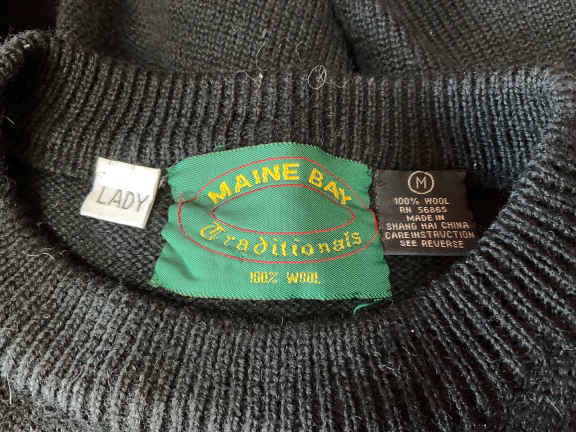 LADY
MAINE BAY
Traditionals
100% WOOL
M
100% WOOL
RN 56865
MADE IN
SHANG HAI CHINA
CARE INSTRUCTION
SEE REVERSE